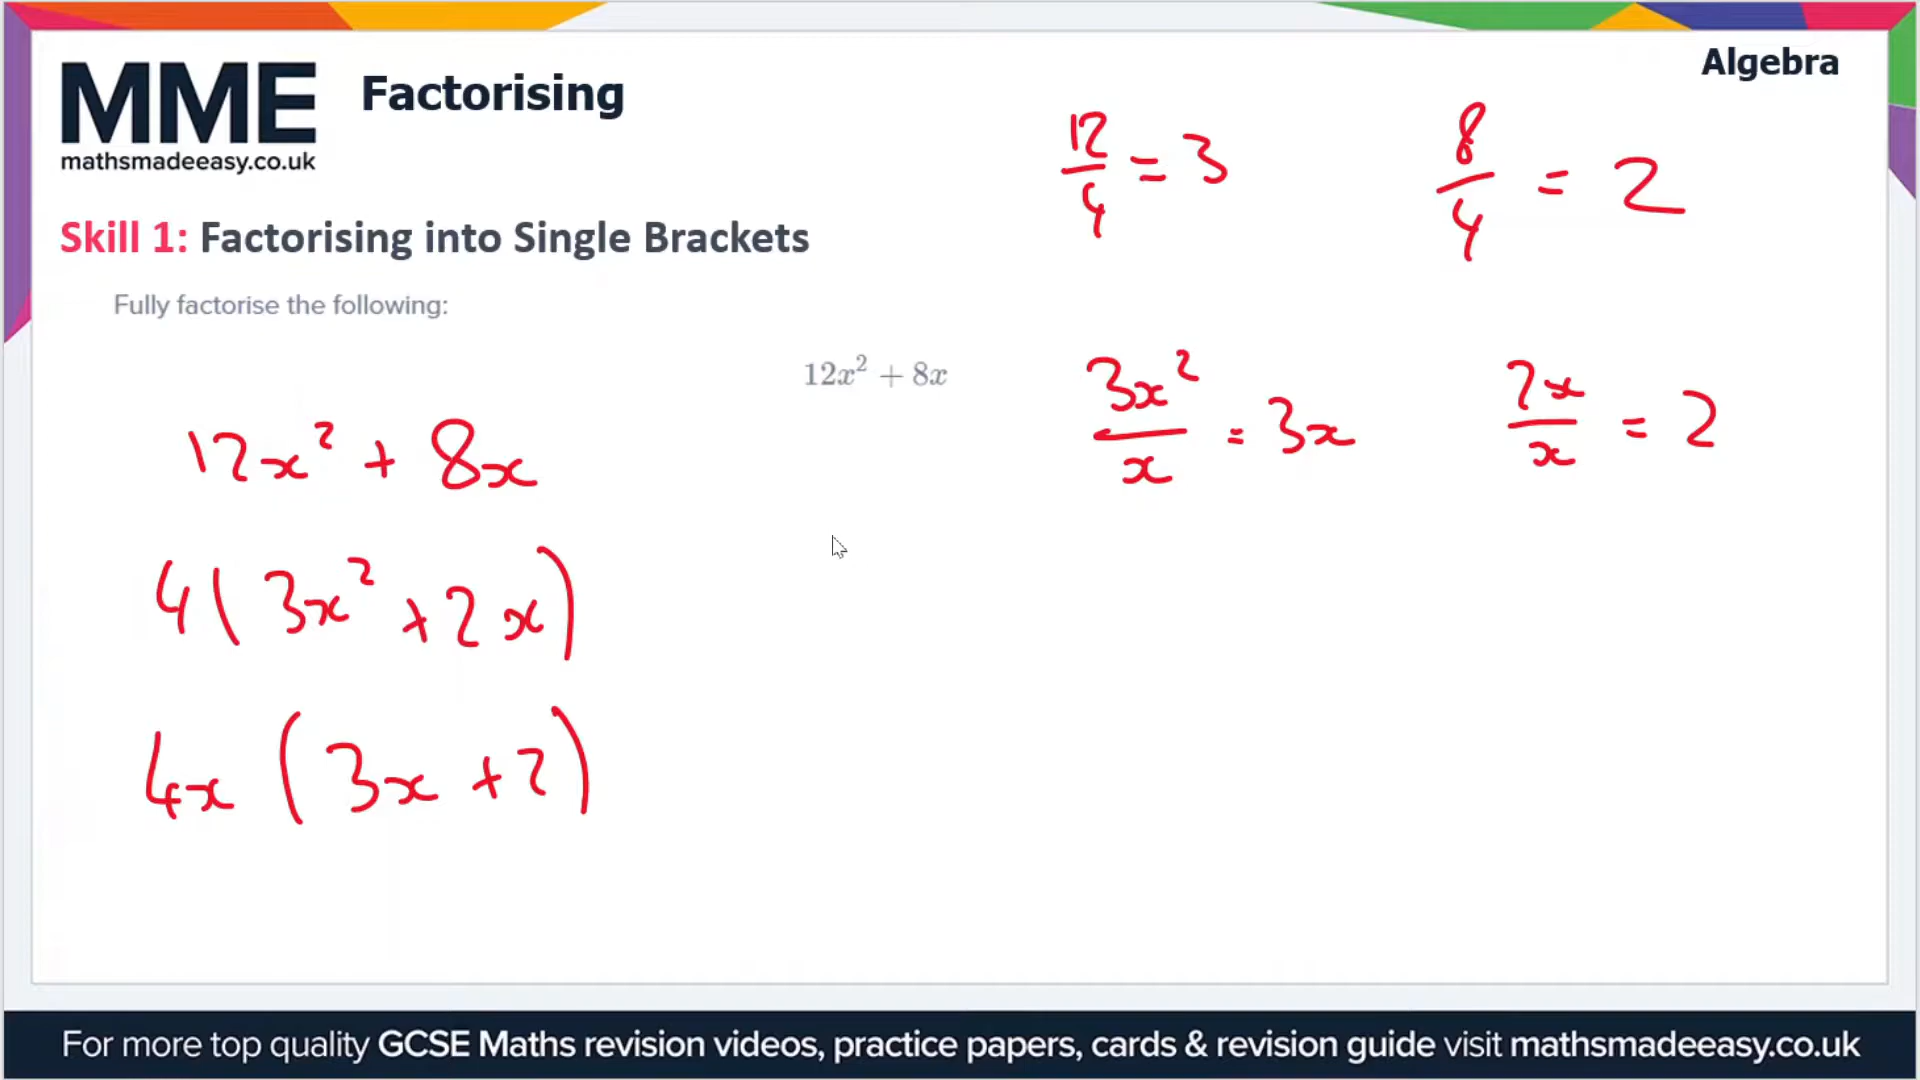 MME
mathsmadeeasy.co.uk
Factorising
Algebra
Skill 1: Factorising into Single Brackets
Fully factorise the following:
12x² + 8x
12x² + 8x
4(3x² + 2x)
4x(3x + 2)
12/4 = 3
8/4 = 2
3x²/x = 3x
2x/x = 2
For more top quality GCSE Maths revision videos, practice papers, cards & revision guide visit mathsmadeeasy.co.uk